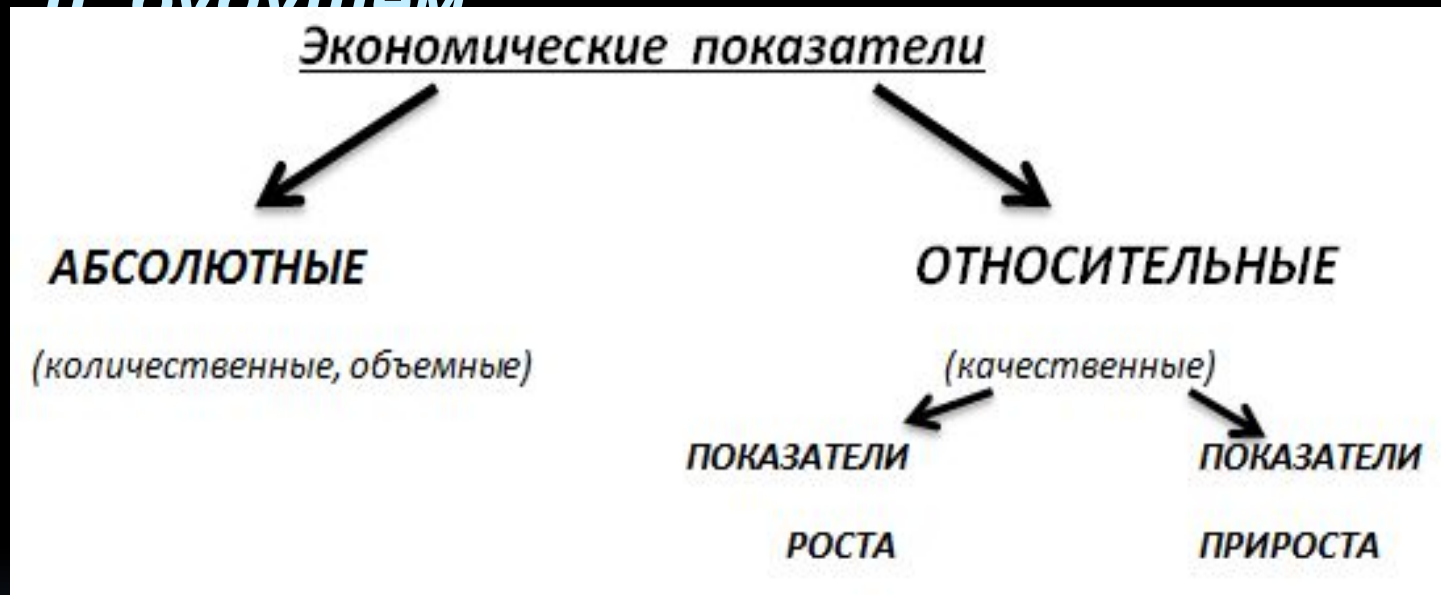 Экономические показатели
АБСОЛЮТНЫЕ
ОТНОСИТЕЛЬНЫЕ
(количественные, объемные)
(качественные)
ПОКАЗАТЕЛИ
РОСТА
ПОКАЗАТЕЛИ
ПРИРОСТА